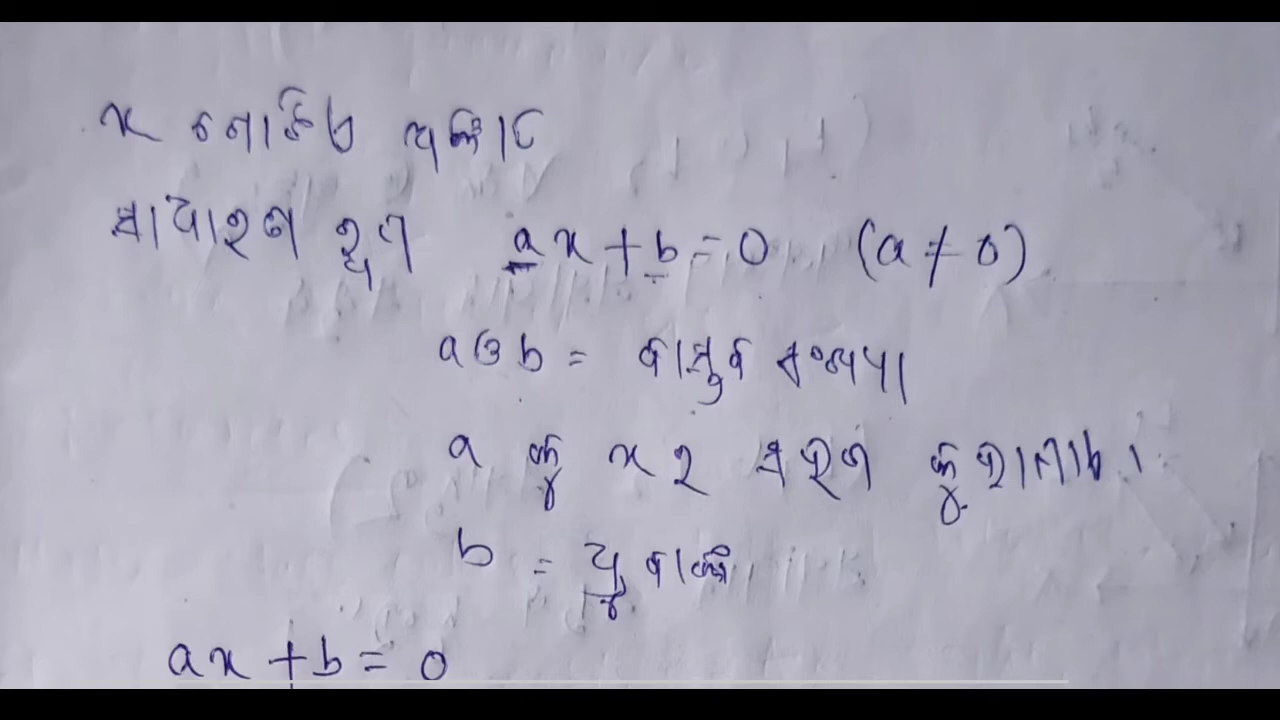 x
ସାଧାରଣ ରୂପ ax + b = 0 (a ≠ 0)
a ଓ b = ବାସ୍ତବ ସଂଖ୍ୟା
a କୁ x ର ସହଗ କୁହାଯାଏ ।
b = ଧ୍ରୁବାଙ୍କ
ax + b = 0